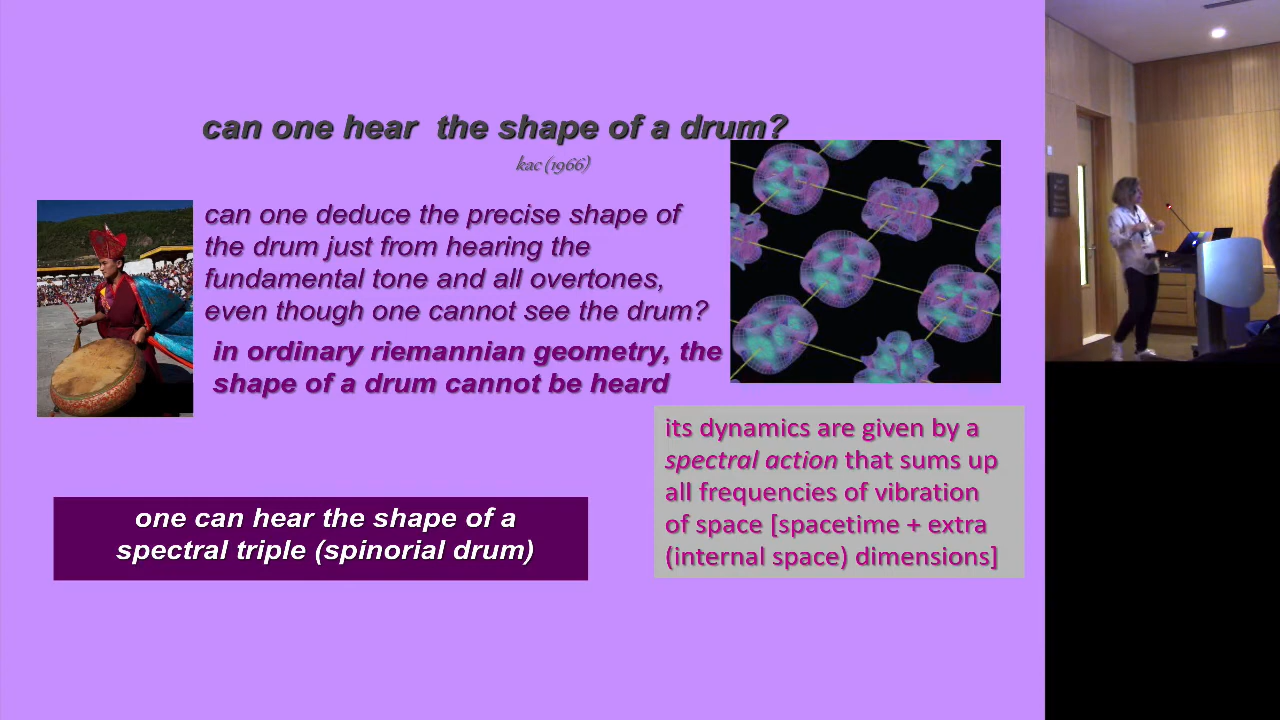 can one hear the shape of a drum?
kac (1966)
can one deduce the precise shape of
the drum just from hearing the
fundamental tone and all overtones,
even though one cannot see the drum?
in ordinary riemannian geometry, the
shape of a drum cannot be heard
its dynamics are given by a
spectral action that sums up
all frequencies of vibration
of space [spacetime + extra
(internal space) dimensions]
one can hear the shape of a
spectral triple (spinorial drum)